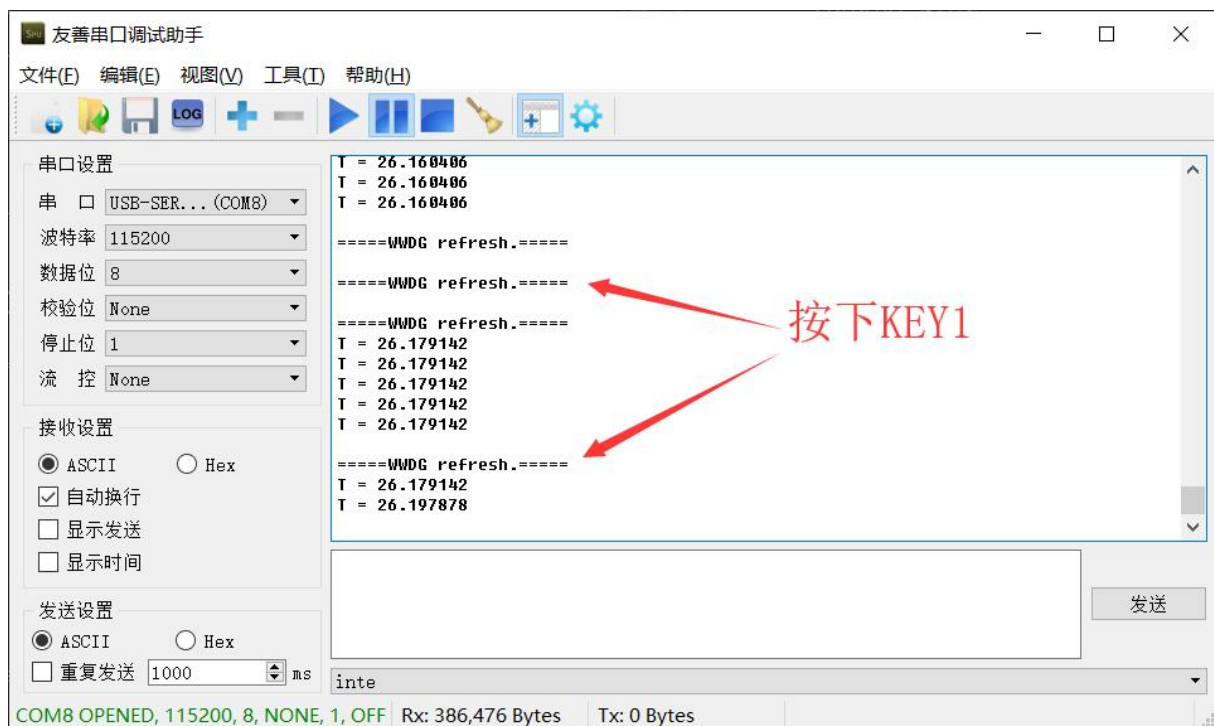 友善串口调试助手
文件(F) 编辑(E) 视图(V) 工具(T) 帮助(H)
LOG
串口设置
串 口 USB-SER...(COM8)
波特率 115200
数据位 8
校验位 None
停止位 1
流 控 None
接收设置
ASCII Hex
自动换行
显示发送
显示时间
发送设置
ASCII Hex
重复发送 1000 ms
T = 26.160406
T = 26.160406
T = 26.160406
=====WWDG refresh.=====
=====WWDG refresh.=====
=====WWDG refresh.=====
T = 26.179142
T = 26.179142
T = 26.179142
T = 26.179142
T = 26.179142
=====WWDG refresh.=====
T = 26.179142
T = 26.197878
按下KEY1
发送
inte
COM8 OPENED, 115200, 8, NONE, 1, OFF Rx: 386,476 Bytes Tx: 0 Bytes